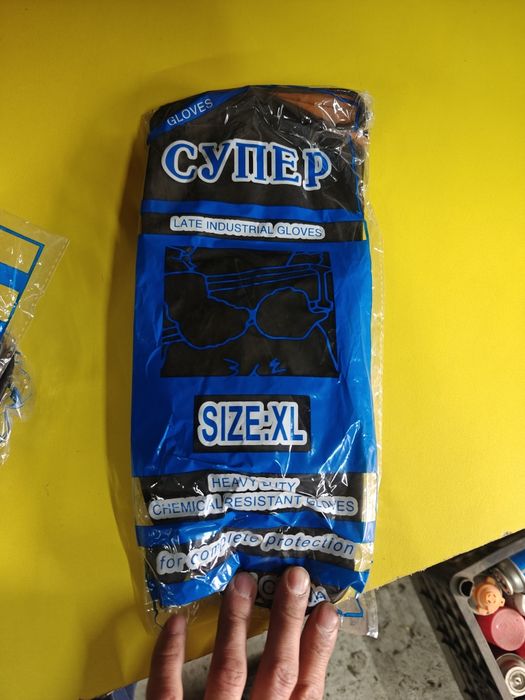 GLOVES
СУПЕР
LATE INDUSTRIAL GLOVES
SIZE:XL
HEAVY DUTY
CHEMICAL RESISTANT GLOVES
for complete protection